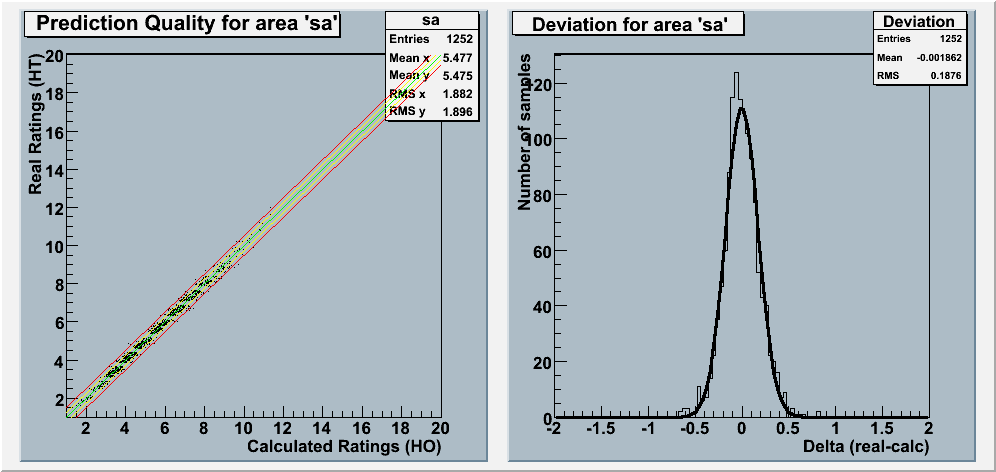 Prediction Quality for area 'sa'
sa
Entries 1252
Mean x 5.477
Mean y 5.475
RMS x 1.882
RMS y 1.896
Real Ratings (HT)
20
18
16
14
12
10
8
6
4
2
2 4 6 8 10 12 14 16 18 20
Calculated Ratings (HO)
Deviation for area 'sa'
Deviation
Entries 1252
Mean -0.001862
RMS 0.1876
Number of samples
120
100
80
60
40
20
0
-2 -1.5 -1 -0.5 0 0.5 1 1.5 2
Delta (real-calc)